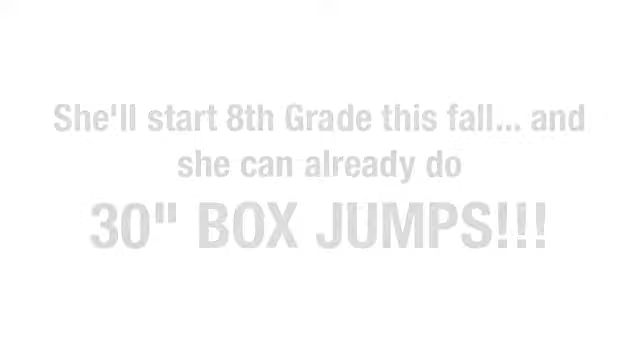 She'll start 8th Grade this fall... and
she can already do
30" BOX JUMPS!!!